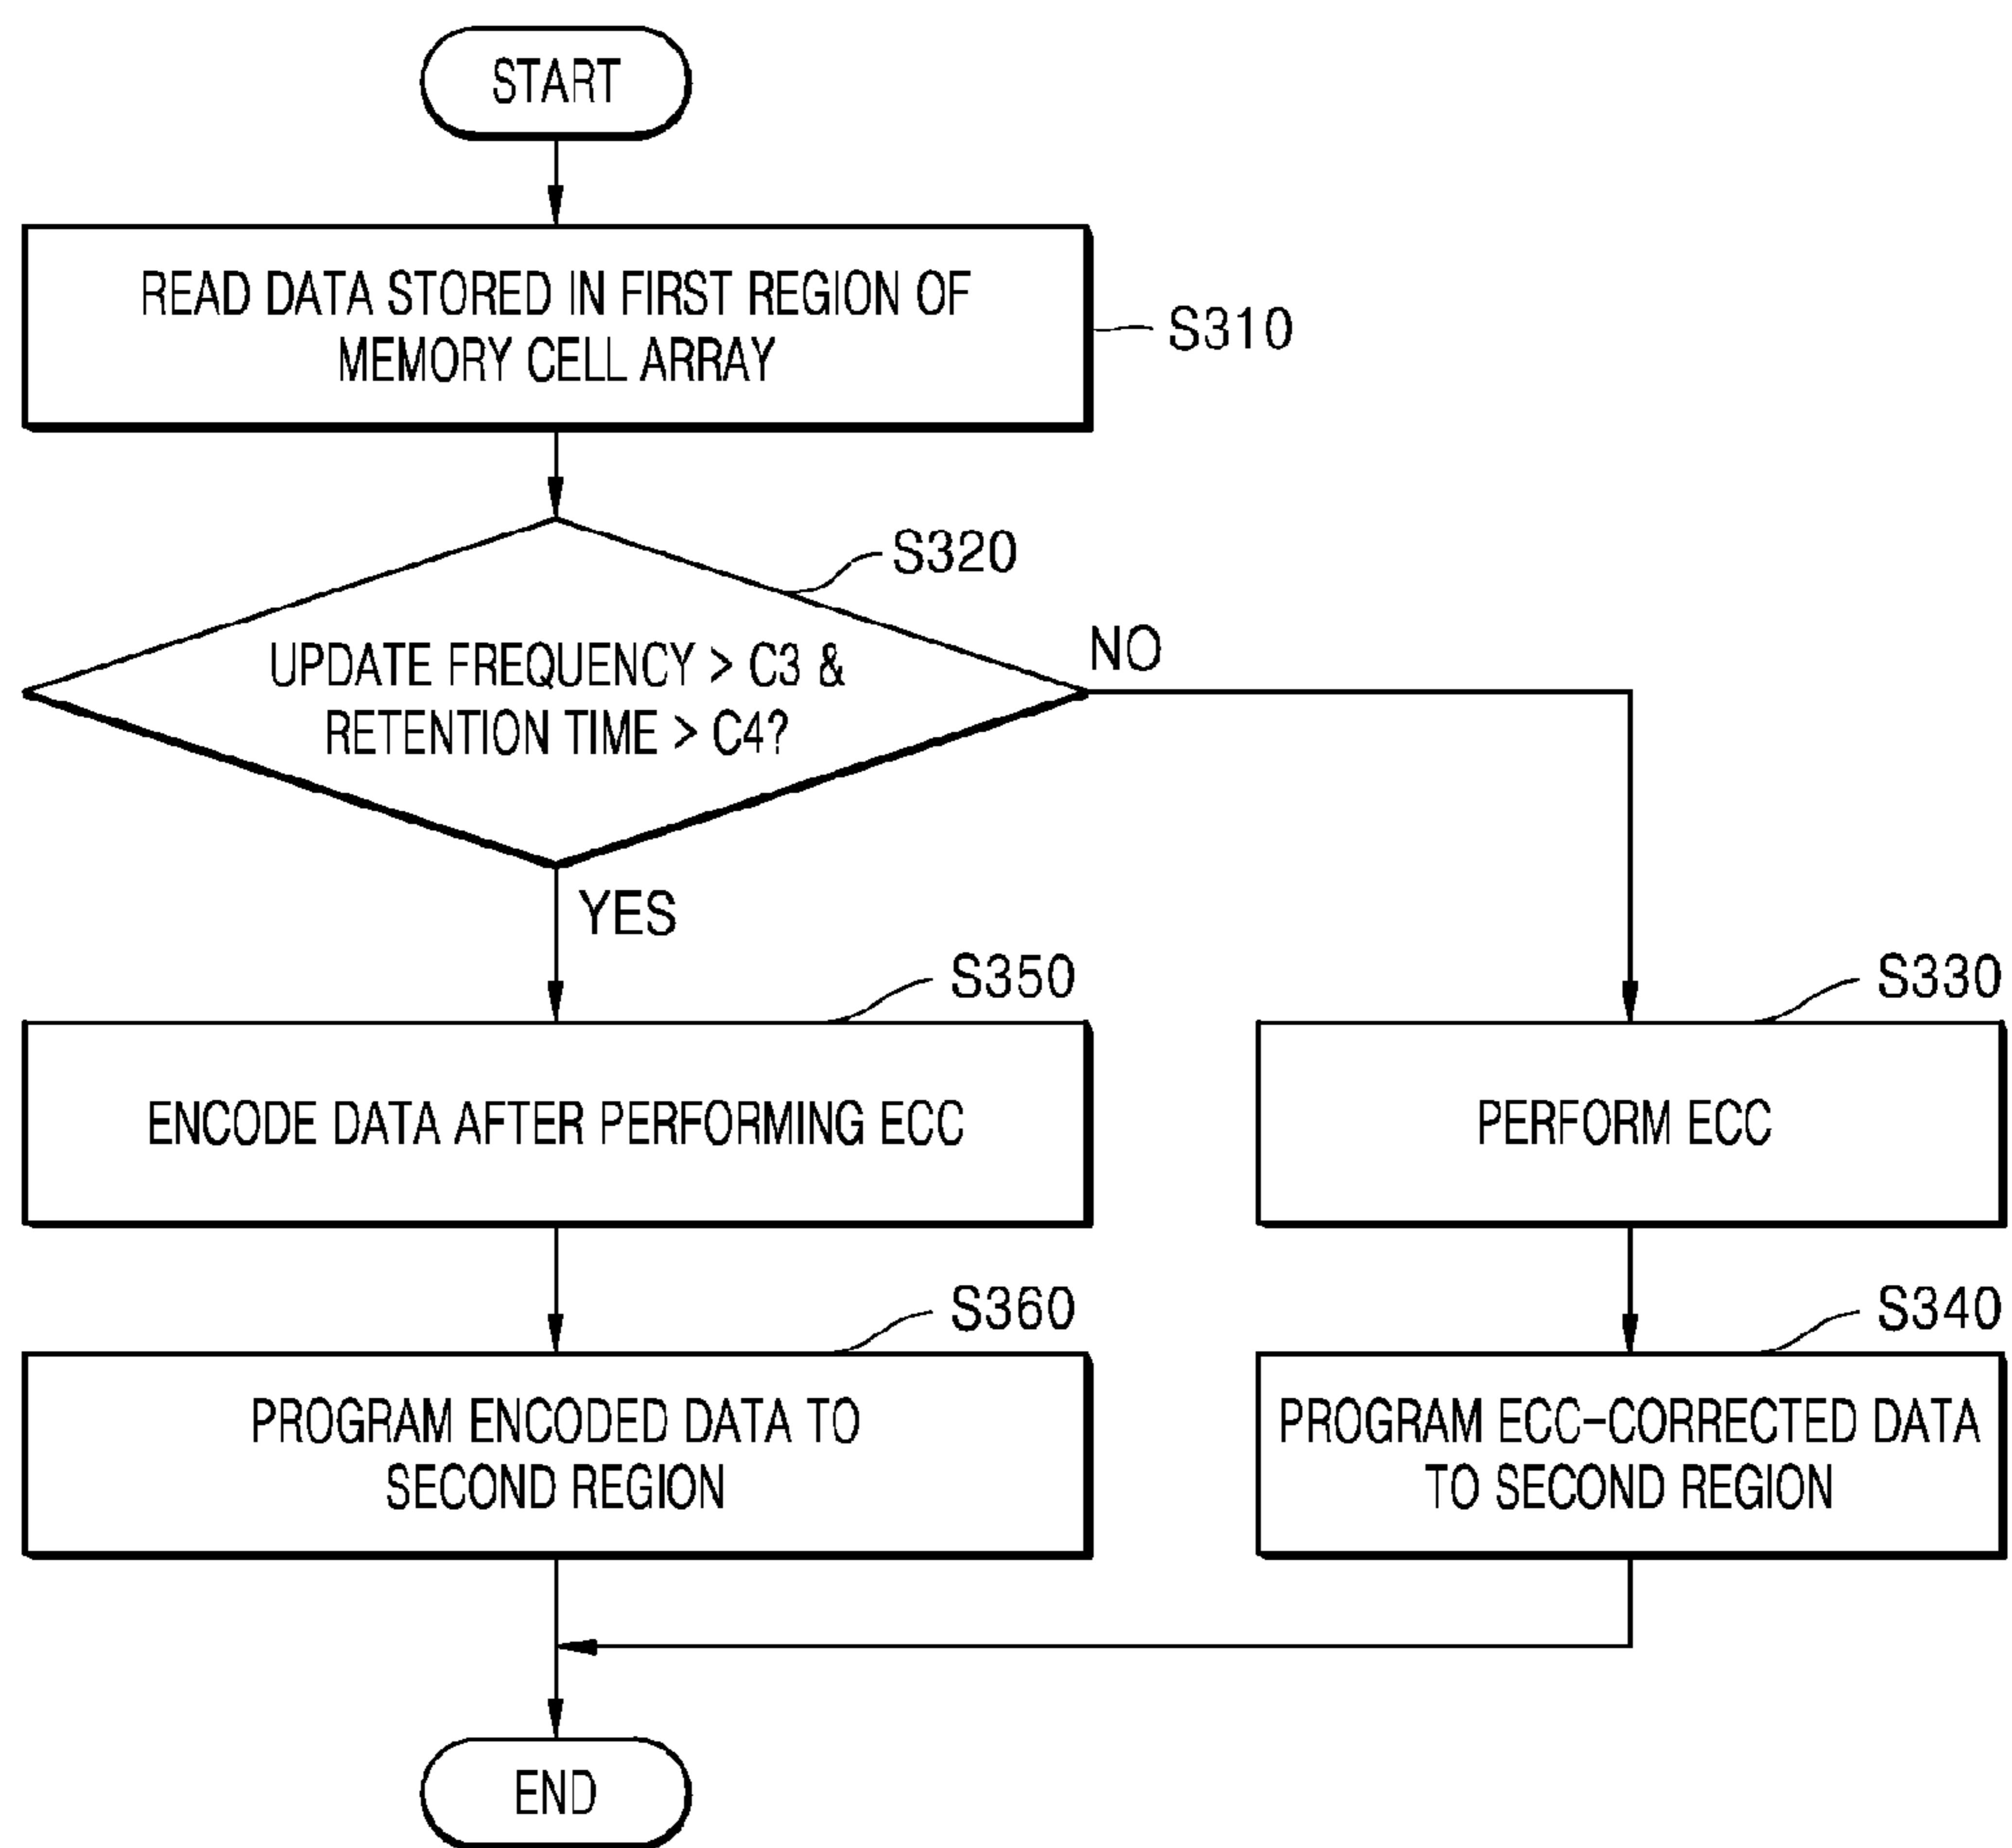 START
READ DATA STORED IN FIRST REGION OF
MEMORY CELL ARRAY
S310
S320
UPDATE FREQUENCY > C3 &
RETENTION TIME > C4?
NO
YES
S350
ENCODE DATA AFTER PERFORMING ECC
S330
PERFORM ECC
S360
PROGRAM ENCODED DATA TO
SECOND REGION
S340
PROGRAM ECC-CORRECTED DATA
TO SECOND REGION
END